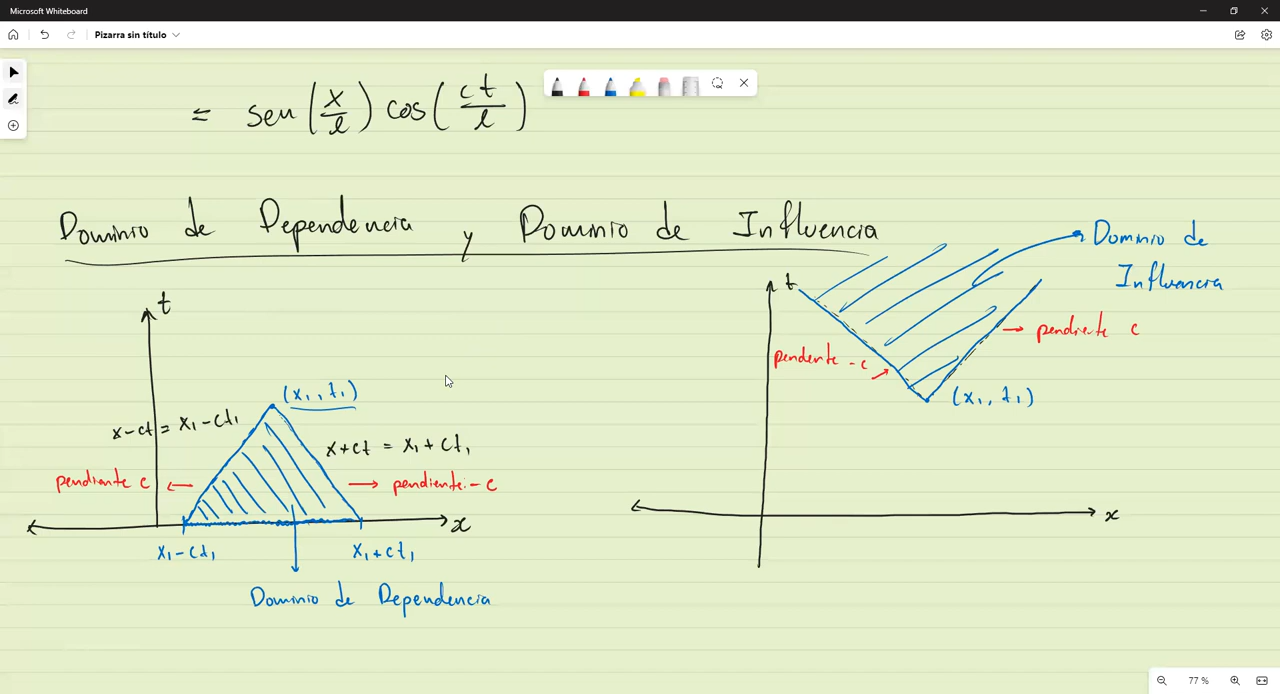 Microsoft Whiteboard
Pizarra sin título
= sen(x/l) cos(ct/l)
Dominio de Dependencia y Dominio de Influencia
t
(x₁, t₁)
x-ct = x₁-ct₁
x+ct = x₁+ct₁
pendiente c
pendiente: -c
x
x₁-ct₁
x₁+ct₁
Dominio de Dependencia
Dominio de
Influencia
t
pendiente c
pendente -c
(x₁, t₁)
x
77 %